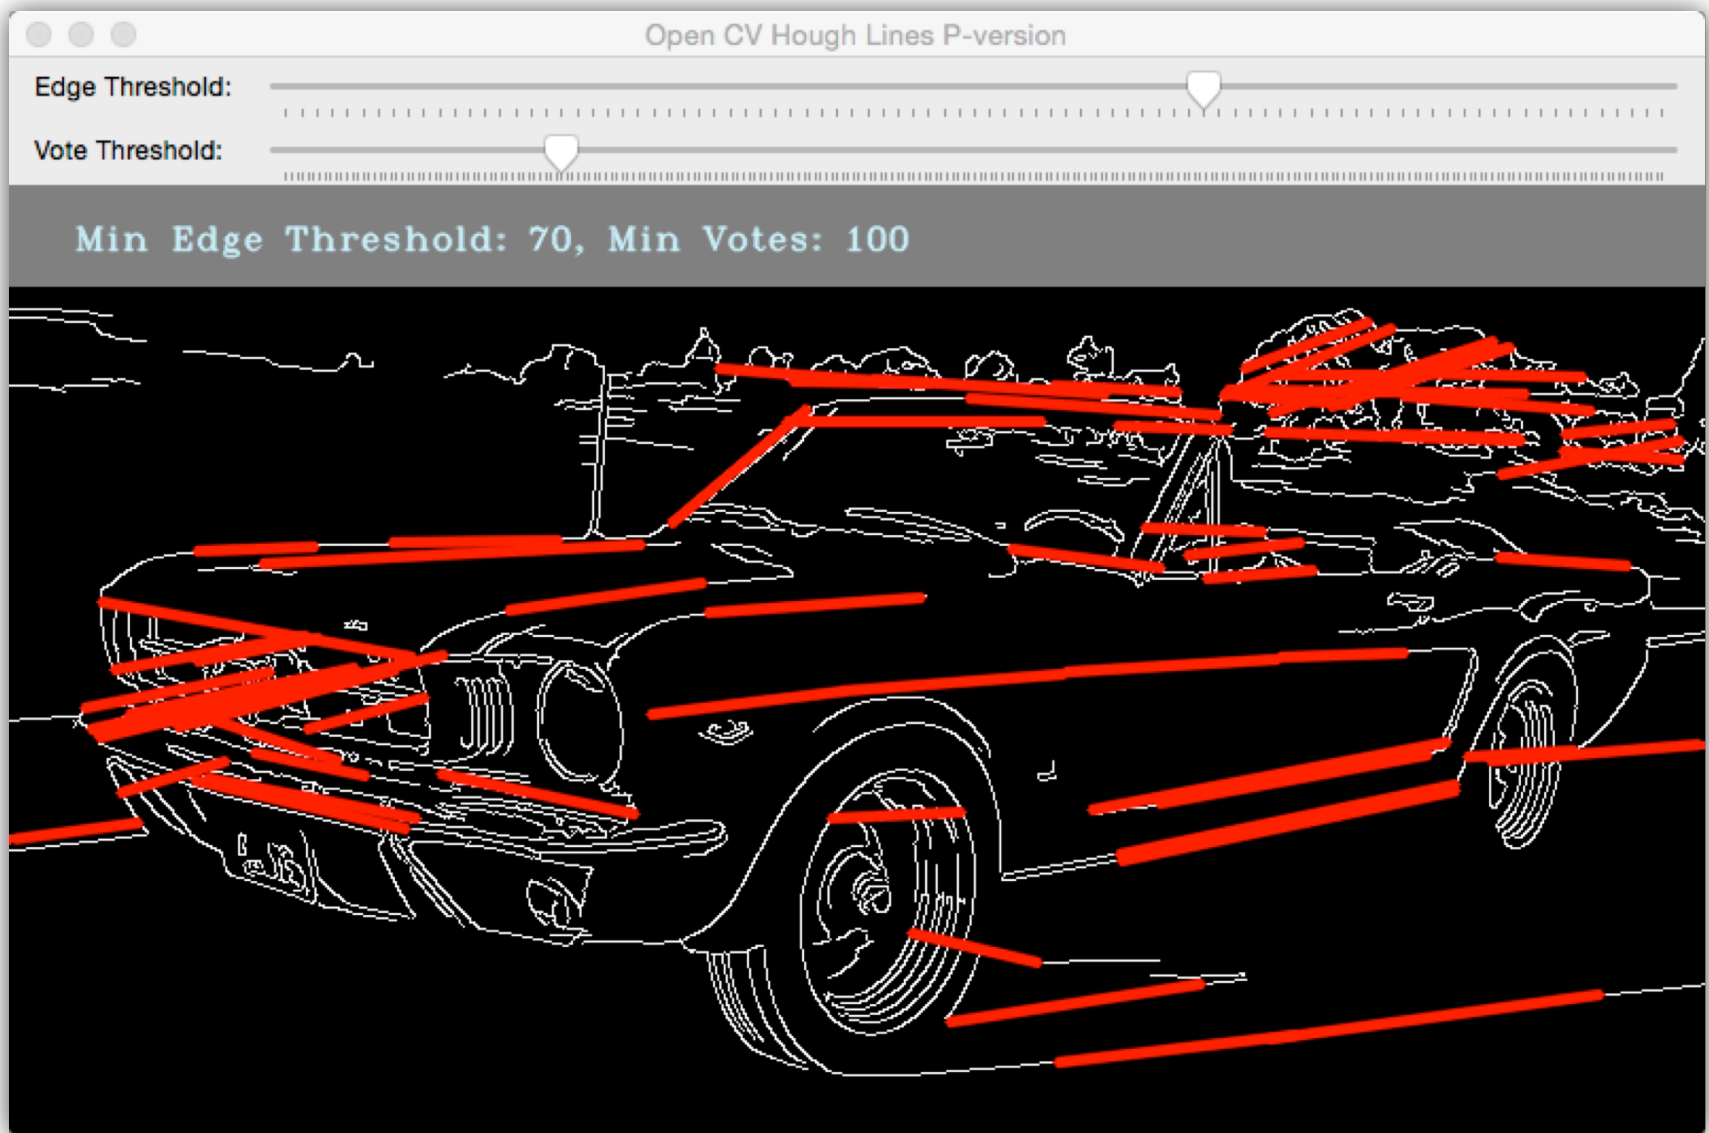 Open CV Hough Lines P-version
Edge Threshold:
Vote Threshold:
Min Edge Threshold: 70, Min Votes: 100